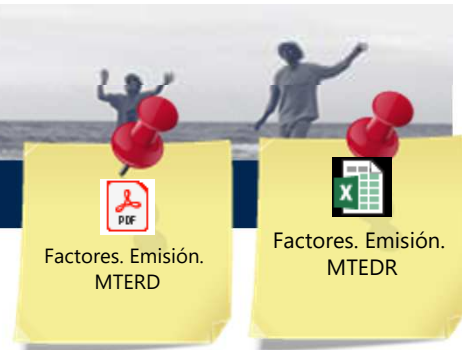 PDF
Factores. Emisión.
MTERD
X
Factores. Emisión.
MTEDR